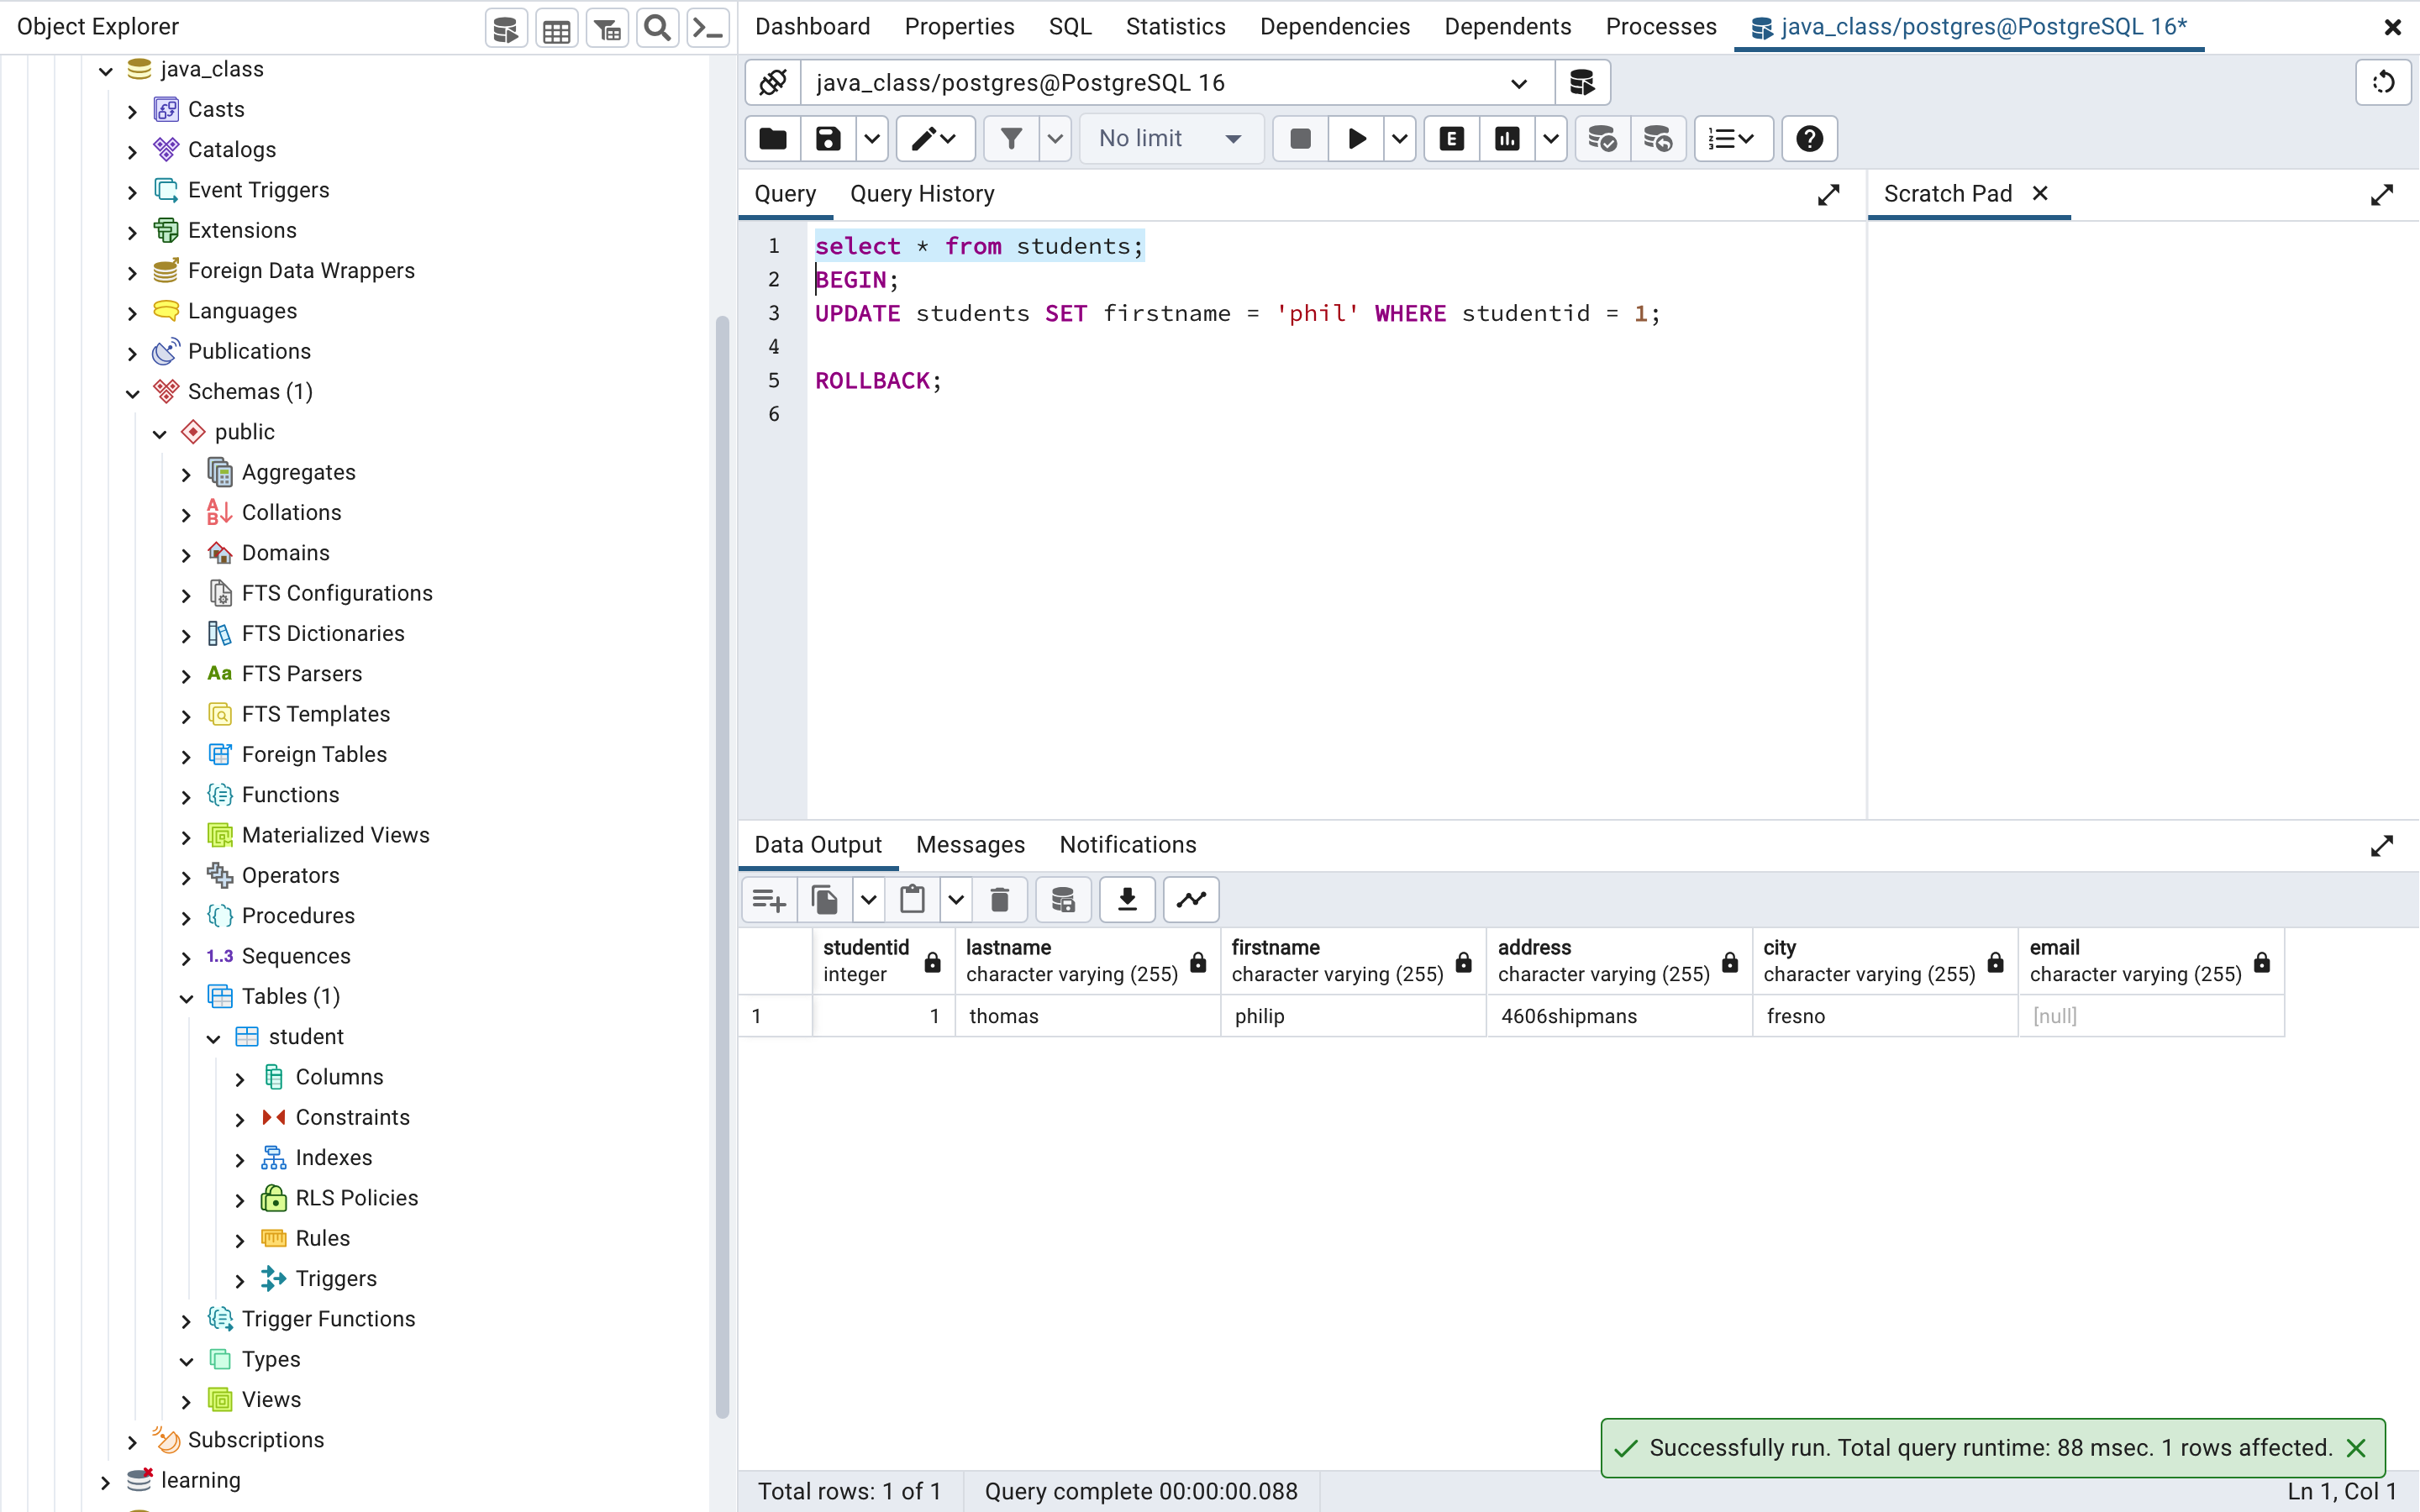 Object Explorer
java_class
Casts
Catalogs
Event Triggers
Extensions
Foreign Data Wrappers
Languages
Publications
Schemas (1)
public
Aggregates
Collations
Domains
FTS Configurations
FTS Dictionaries
Aa FTS Parsers
FTS Templates
Foreign Tables
Functions
Materialized Views
Operators
Procedures
1..3 Sequences
Tables (1)
student
Columns
Constraints
Indexes
RLS Policies
Rules
Triggers
Trigger Functions
Types
Views
Subscriptions
learning
Dashboard Properties SQL Statistics Dependencies Dependents Processes java_class/postgres@PostgreSQL 16*
java_class/postgres@PostgreSQL 16
No limit E
Query Query History
Scratch Pad
1 select * from students;
2 BEGIN;
3 UPDATE students SET firstname = 'phil' WHERE studentid = 1;
4
5 ROLLBACK;
6
Data Output Messages Notifications
studentid lastname firstname address city email
integer character varying (255) character varying (255) character varying (255) character varying (255) character varying (255)
1 1 thomas philip 4606shipmans fresno [null]
Successfully run. Total query runtime: 88 msec. 1 rows affected.
Total rows: 1 of 1 Query complete 00:00:00.088 Ln 1, Col 1